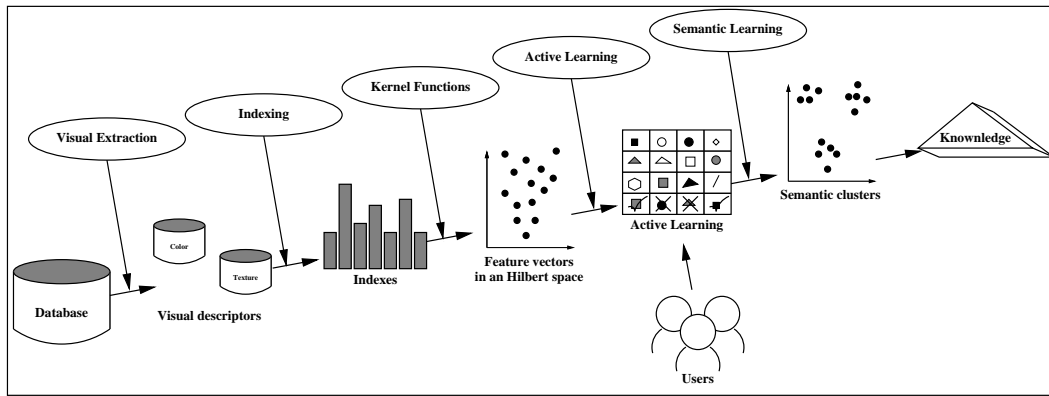 Semantic Learning
Active Learning
Kernel Functions
Indexing
Visual Extraction
Knownledge
Semantic clusters
Active Learning
Color
Texture
Feature vectors
in an Hilbert space
Indexes
Database
Visual descriptors
Users